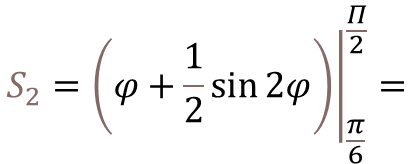 S₂ = (φ + 1/2 sin 2φ) |_{π/6}^{П/2} =